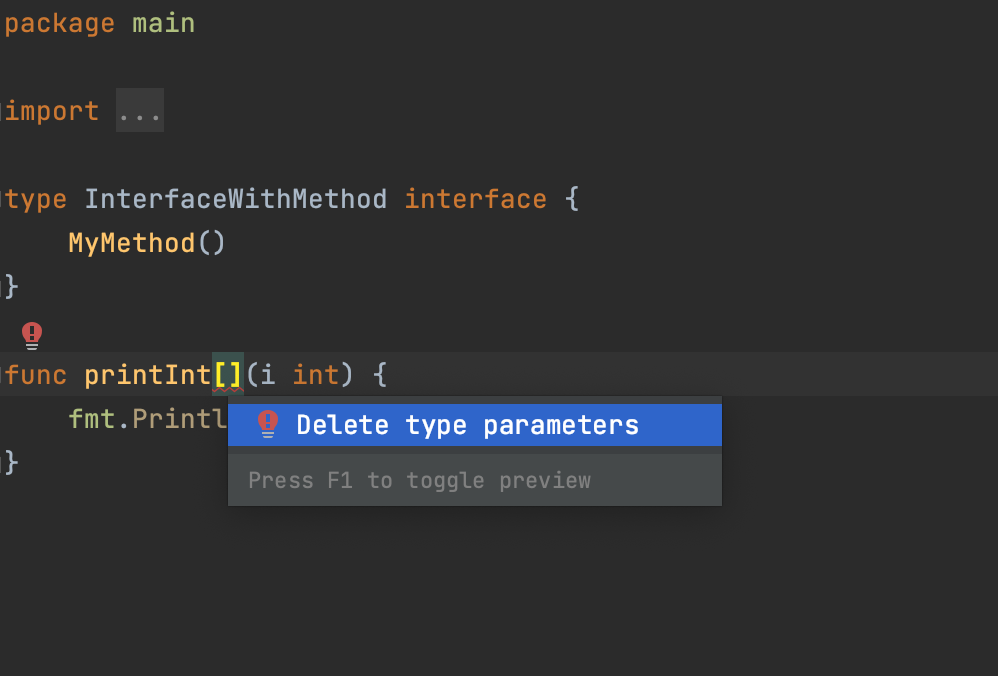 package main
import ...
type InterfaceWithMethod interface {
MyMethod()
}
func printInt[](i int) {
fmt.Printl
Delete type parameters
}
Press F1 to toggle preview